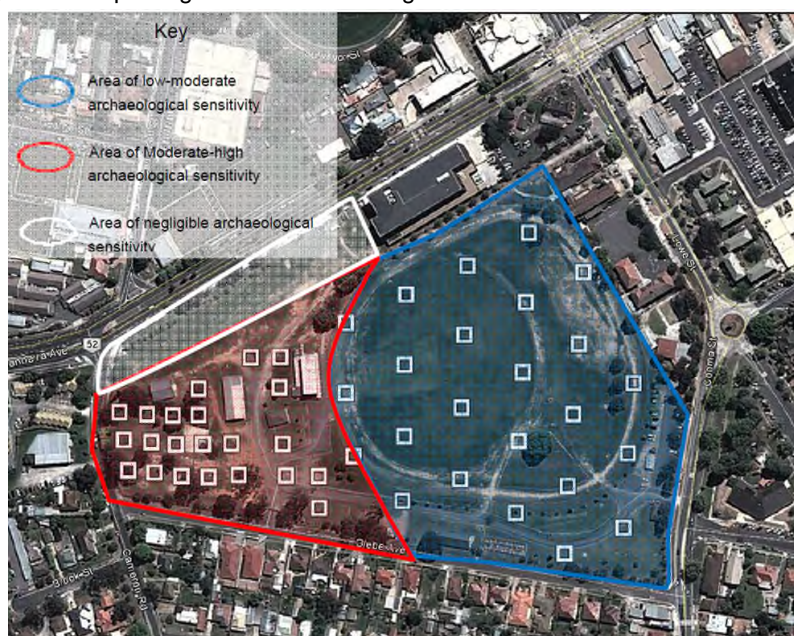 Key
Area of low-moderate
archaeological sensitivity
Area of Moderate-high
archaeological sensitivity
Area of negligible archaeological
sensitivity
Lowe St
52
Cooma St
Glebe Ave
Cameron Rd